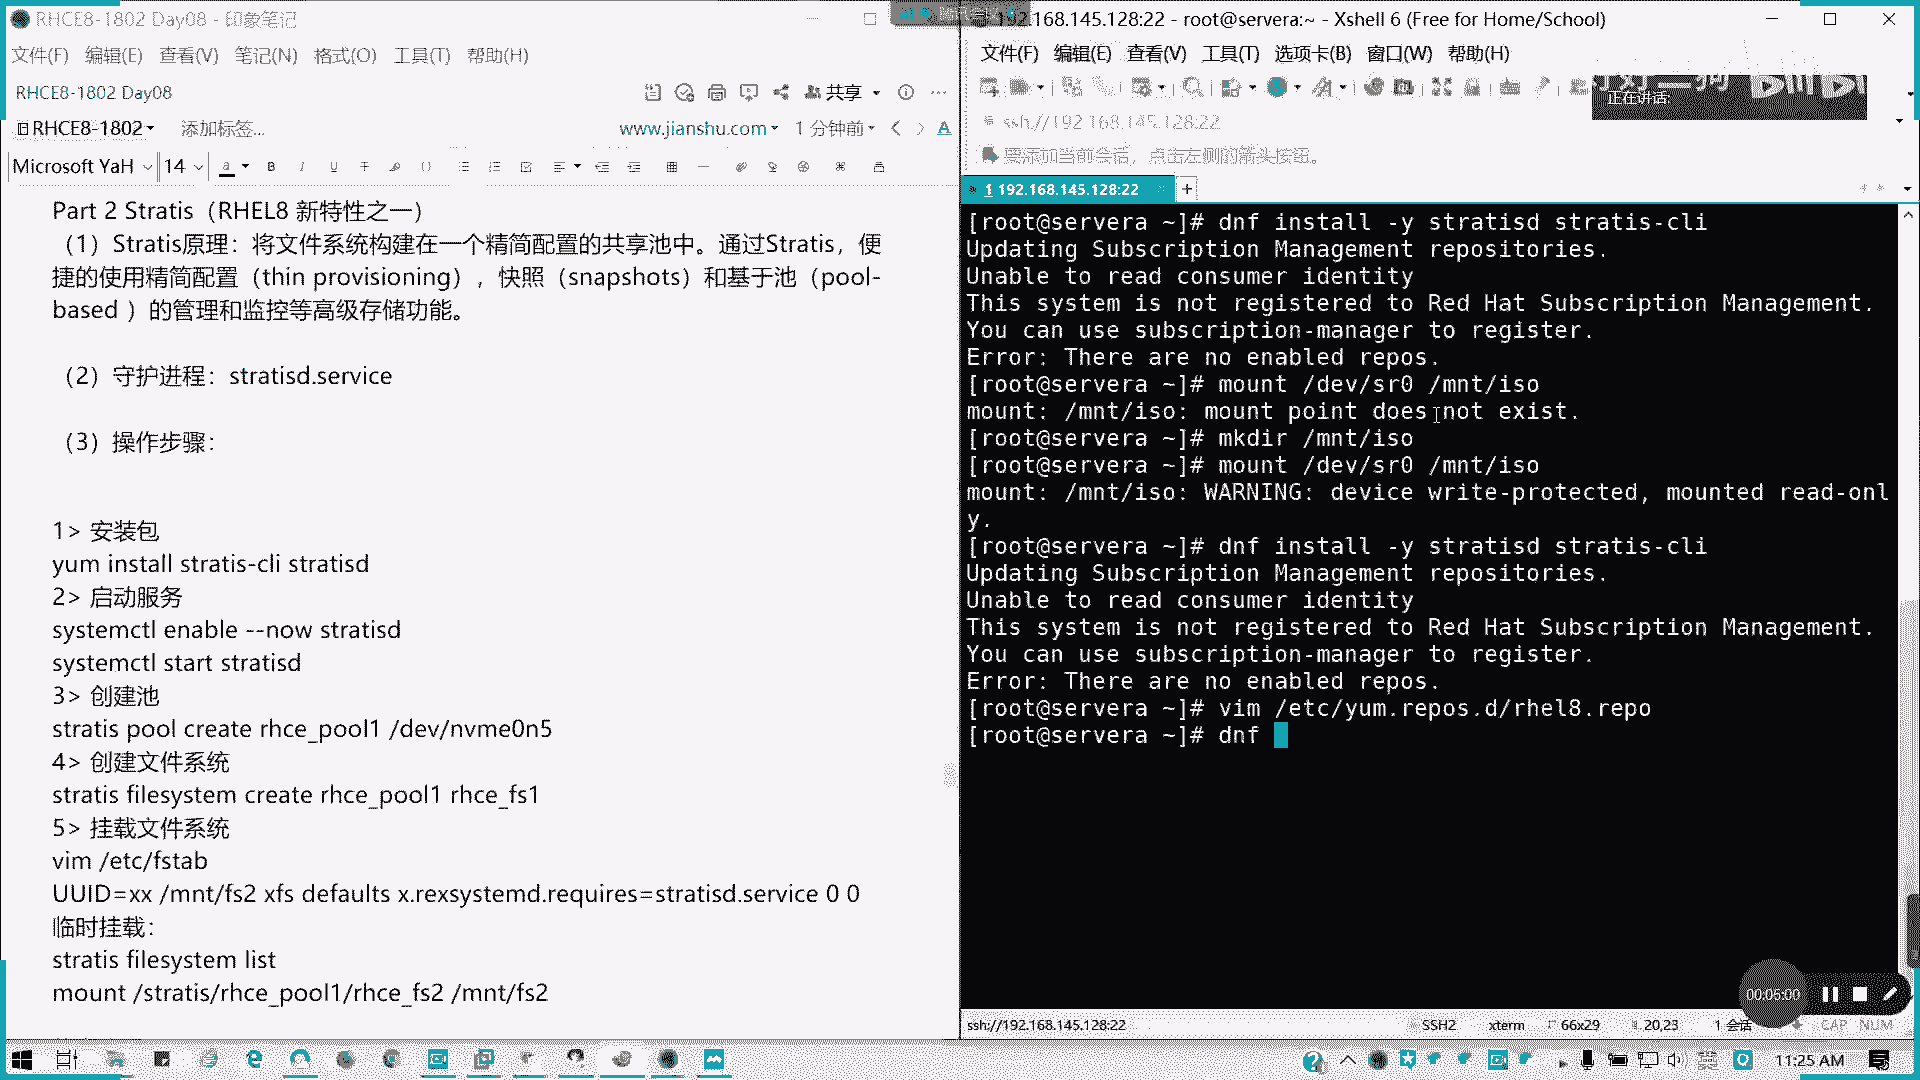 RHCE8-1802 Day08 - 印象笔记
文件(F) 编辑(E) 查看(V) 笔记(N) 格式(O) 工具(T) 帮助(H)
RHCE8-1802 Day08
共享
RHCE8-1802 添加标签...
www.jianshu.com 1 分钟前
Microsoft YaH 14
Part 2 Stratis（RHEL8 新特性之一）
（1）Stratis原理：将文件系统构建在一个精简配置的共享池中。通过Stratis，便
捷的使用精简配置（thin provisioning），快照（snapshots）和基于池（pool-
based ）的管理和监控等高级存储功能。
（2）守护进程：stratisd.service
（3）操作步骤：
1> 安装包
yum install stratis-cli stratisd
2> 启动服务
systemctl enable --now stratisd
systemctl start stratisd
3> 创建池
stratis pool create rhce_pool1 /dev/nvme0n5
4> 创建文件系统
stratis filesystem create rhce_pool1 rhce_fs1
5> 挂载文件系统
vim /etc/fstab
UUID=xx /mnt/fs2 xfs defaults x.rexsystemd.requires=stratisd.service 0 0
临时挂载：
stratis filesystem list
mount /stratis/rhce_pool1/rhce_fs2 /mnt/fs2
192.168.145.128:22 - root@servera:~ - Xshell 6 (Free for Home/School)
文件(F) 编辑(E) 查看(V) 工具(T) 选项卡(B) 窗口(W) 帮助(H)
正在讲话:
ssh://192.168.145.128:22
要添加当前会话，点击左侧的箭头按钮。
1 192.168.145.128:22
[root@servera ~]# dnf install -y stratisd stratis-cli
Updating Subscription Management repositories.
Unable to read consumer identity
This system is not registered to Red Hat Subscription Management.
You can use subscription-manager to register.
Error: There are no enabled repos.
[root@servera ~]# mount /dev/sr0 /mnt/iso
mount: /mnt/iso: mount point does not exist.
[root@servera ~]# mkdir /mnt/iso
[root@servera ~]# mount /dev/sr0 /mnt/iso
mount: /mnt/iso: WARNING: device write-protected, mounted read-onl
y.
[root@servera ~]# dnf install -y stratisd stratis-cli
Updating Subscription Management repositories.
Unable to read consumer identity
This system is not registered to Red Hat Subscription Management.
You can use subscription-manager to register.
Error: There are no enabled repos.
[root@servera ~]# vim /etc/yum.repos.d/rhel8.repo
[root@servera ~]# dnf
00:05:00
ssh://192.168.145.128:22 SSH2 xterm 66x29 20,23 1 会话 CAP NUM
11:25 AM